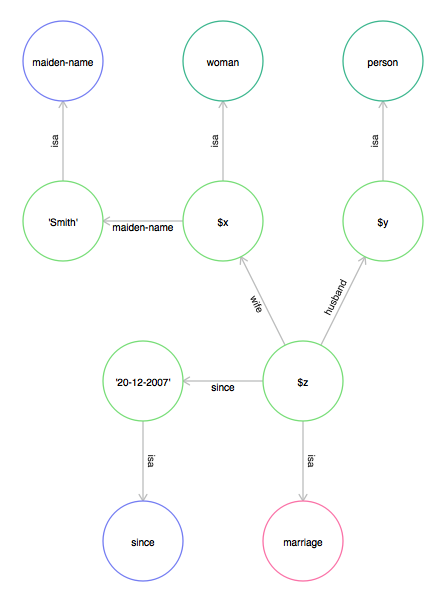 maiden-name
woman
person
isa
isa
isa
'Smith'
maiden-name
$x
$y
wife
husband
'20-12-2007'
since
$z
isa
isa
since
marriage